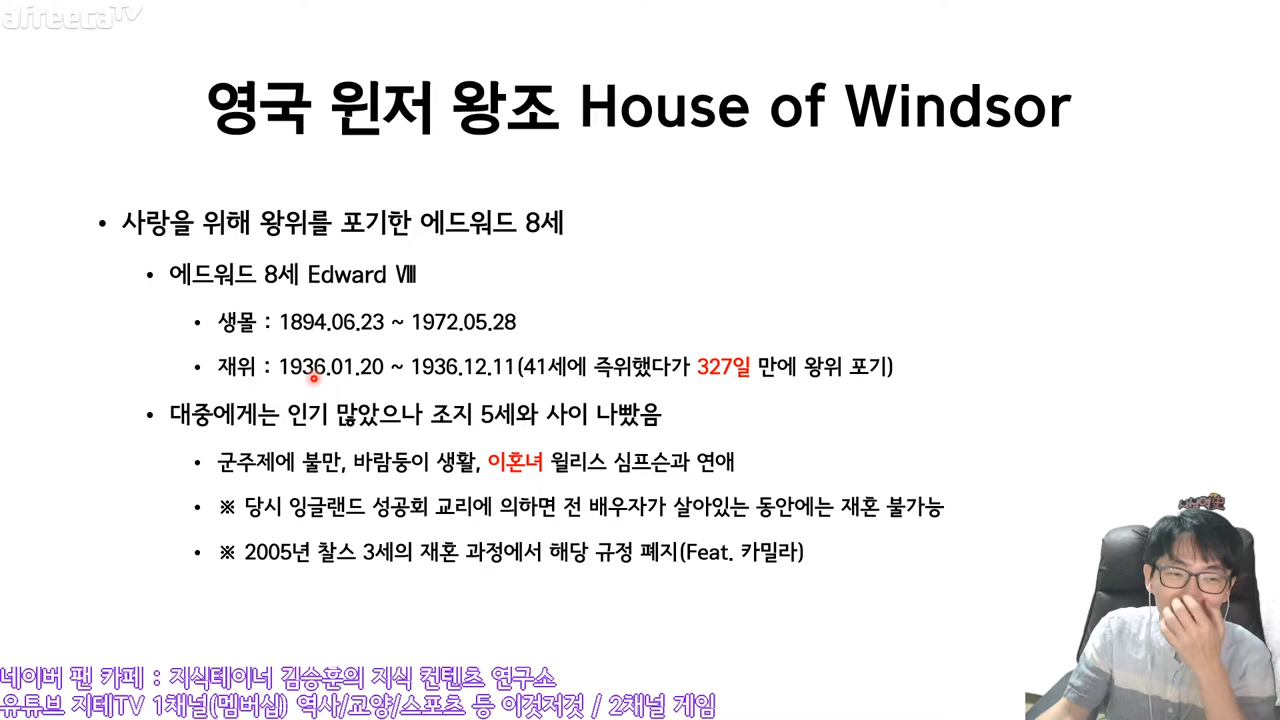 afreecaTV
영국 윈저 왕조 House of Windsor
• 사랑을 위해 왕위를 포기한 에드워드 8세
• 에드워드 8세 Edward Ⅷ
• 생몰 : 1894.06.23 ~ 1972.05.28
• 재위 : 1936.01.20 ~ 1936.12.11(41세에 즉위했다가 327일 만에 왕위 포기)
• 대중에게는 인기 많았으나 조지 5세와 사이 나빴음
• 군주제에 불만, 바람둥이 생활, 이혼녀 월리스 심프슨과 연애
• ※ 당시 잉글랜드 성공회 교리에 의하면 전 배우자가 살아있는 동안에는 재혼 불가능
• ※ 2005년 찰스 3세의 재혼 과정에서 해당 규정 폐지(Feat. 카밀라)
네이버 팬 카페 : 지식테이너 김승훈의 지식 컨텐츠 연구소
유튜브 지테TV 1채널(멤버십) 역사/교양/스포츠 등 이것저것 / 2채널 게임